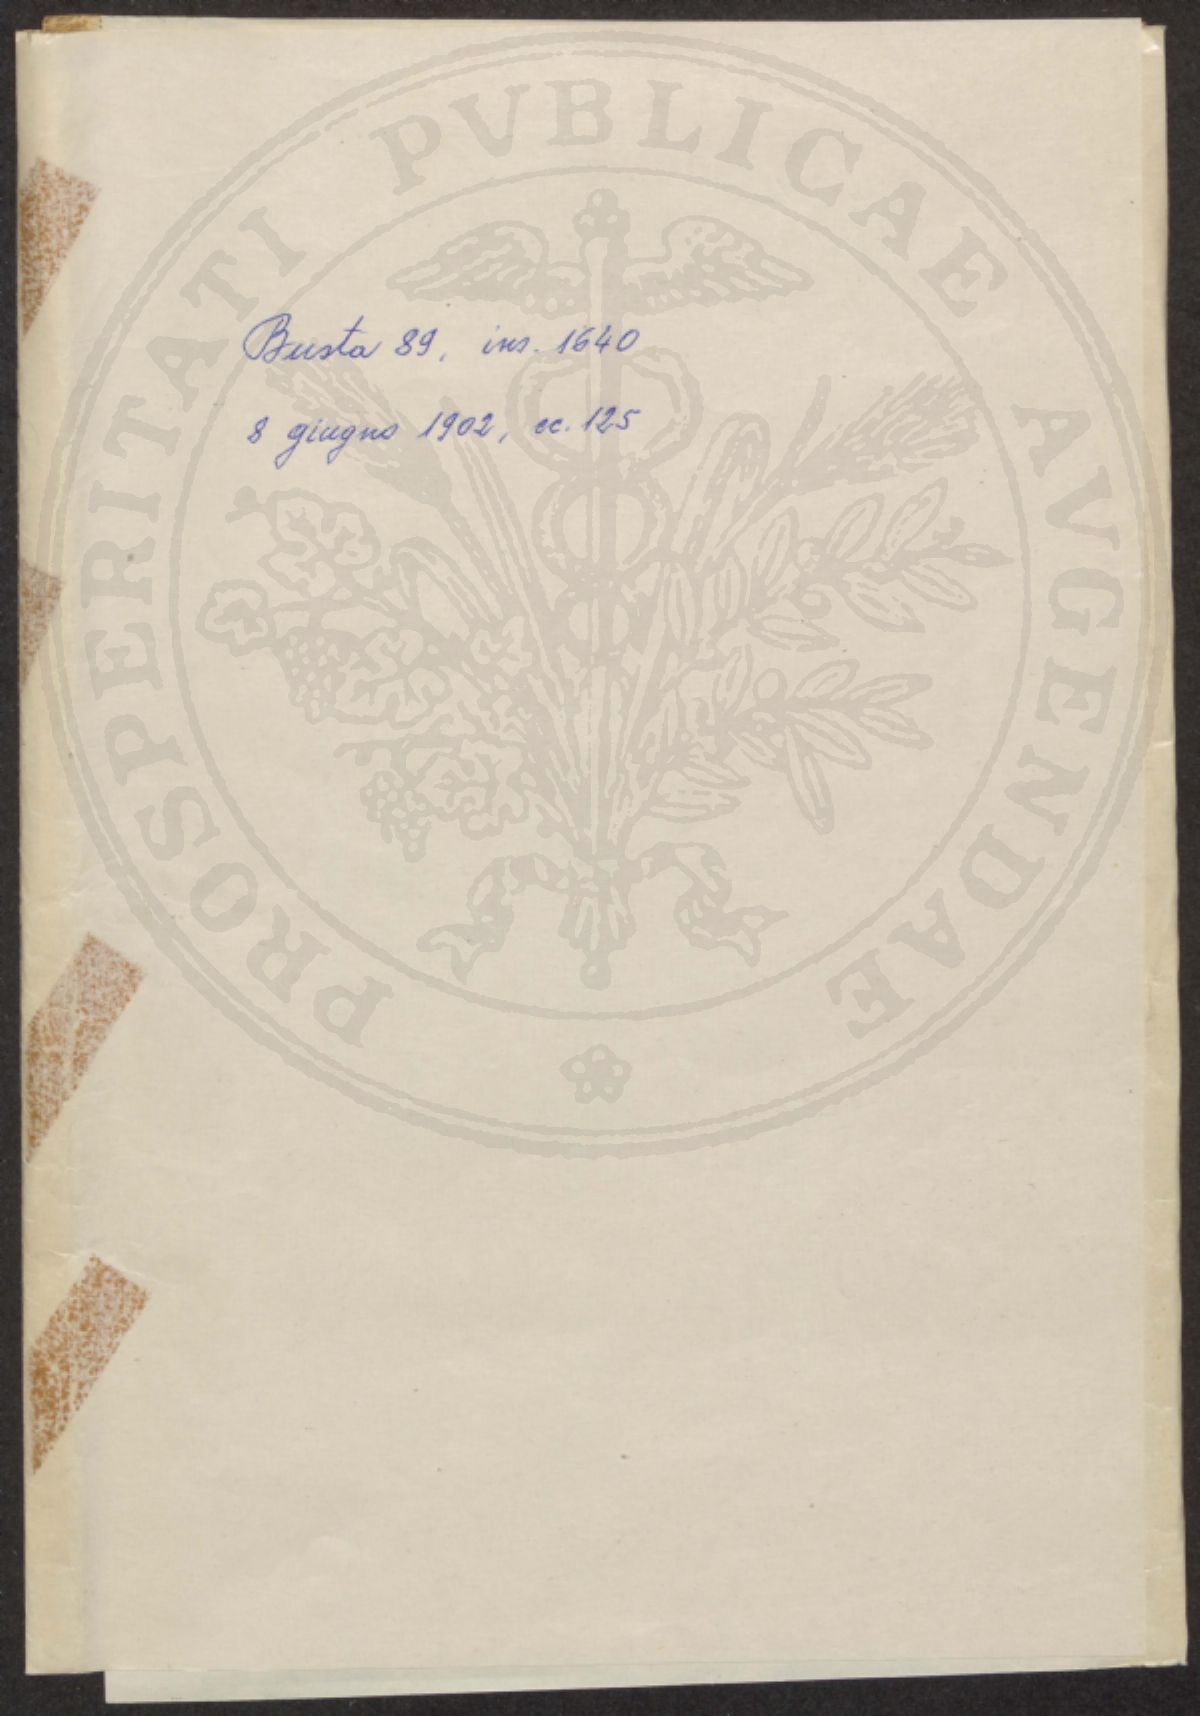 PROSPERITATI PVBLICAE AVGENDAE
Busta 89, ins. 1640
8 giugno 1902, cc. 125